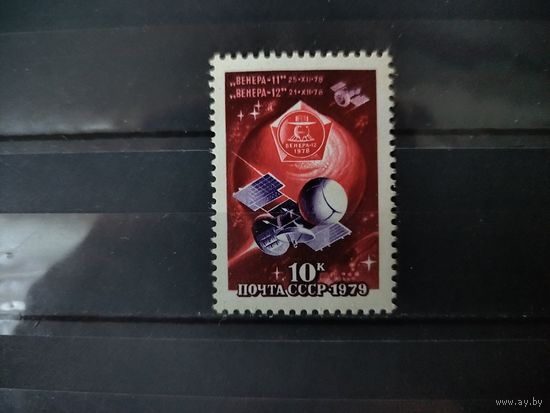 „ВЕНЕРА-11" 25•XII•78
„ВЕНЕРА-12" 21•XII•78
ВЕНЕРА-12
1978
10К
ПОЧТА СССР•1979
www.ay.by